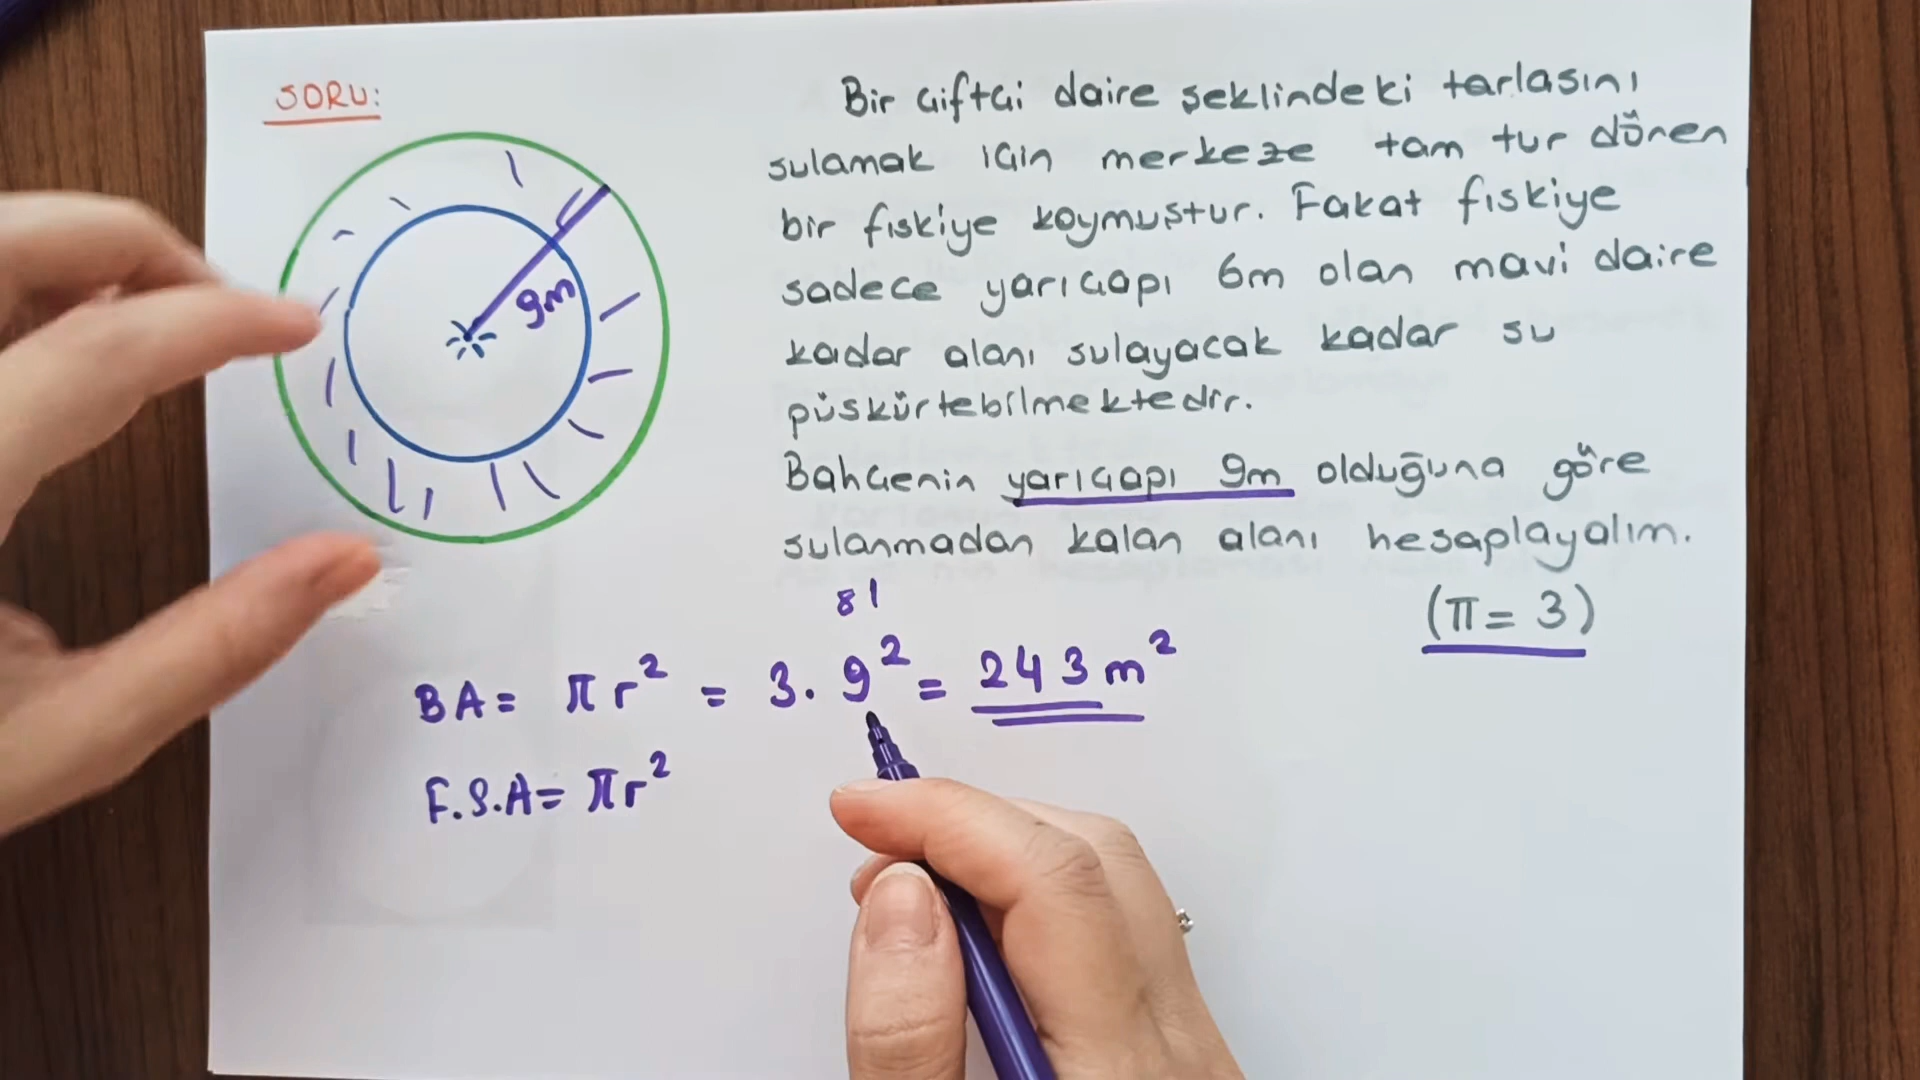 SORU:
9m
Bir çiftçi daire şeklindeki tarlasını
sulamak için merkeze tam tur dönen
bir fıskiye koymuştur. Fakat fıskiye
sadece yarıçapı 6m olan mavi daire
kadar alanı sulayacak kadar su
püskürtebilmektedir.
Bahçenin yarıçapı 9m olduğuna göre
sulanmadan kalan alanı hesaplayalım.
(π = 3)
81
BA = πr² = 3.9² = 243 m²
F.S.A = πr²